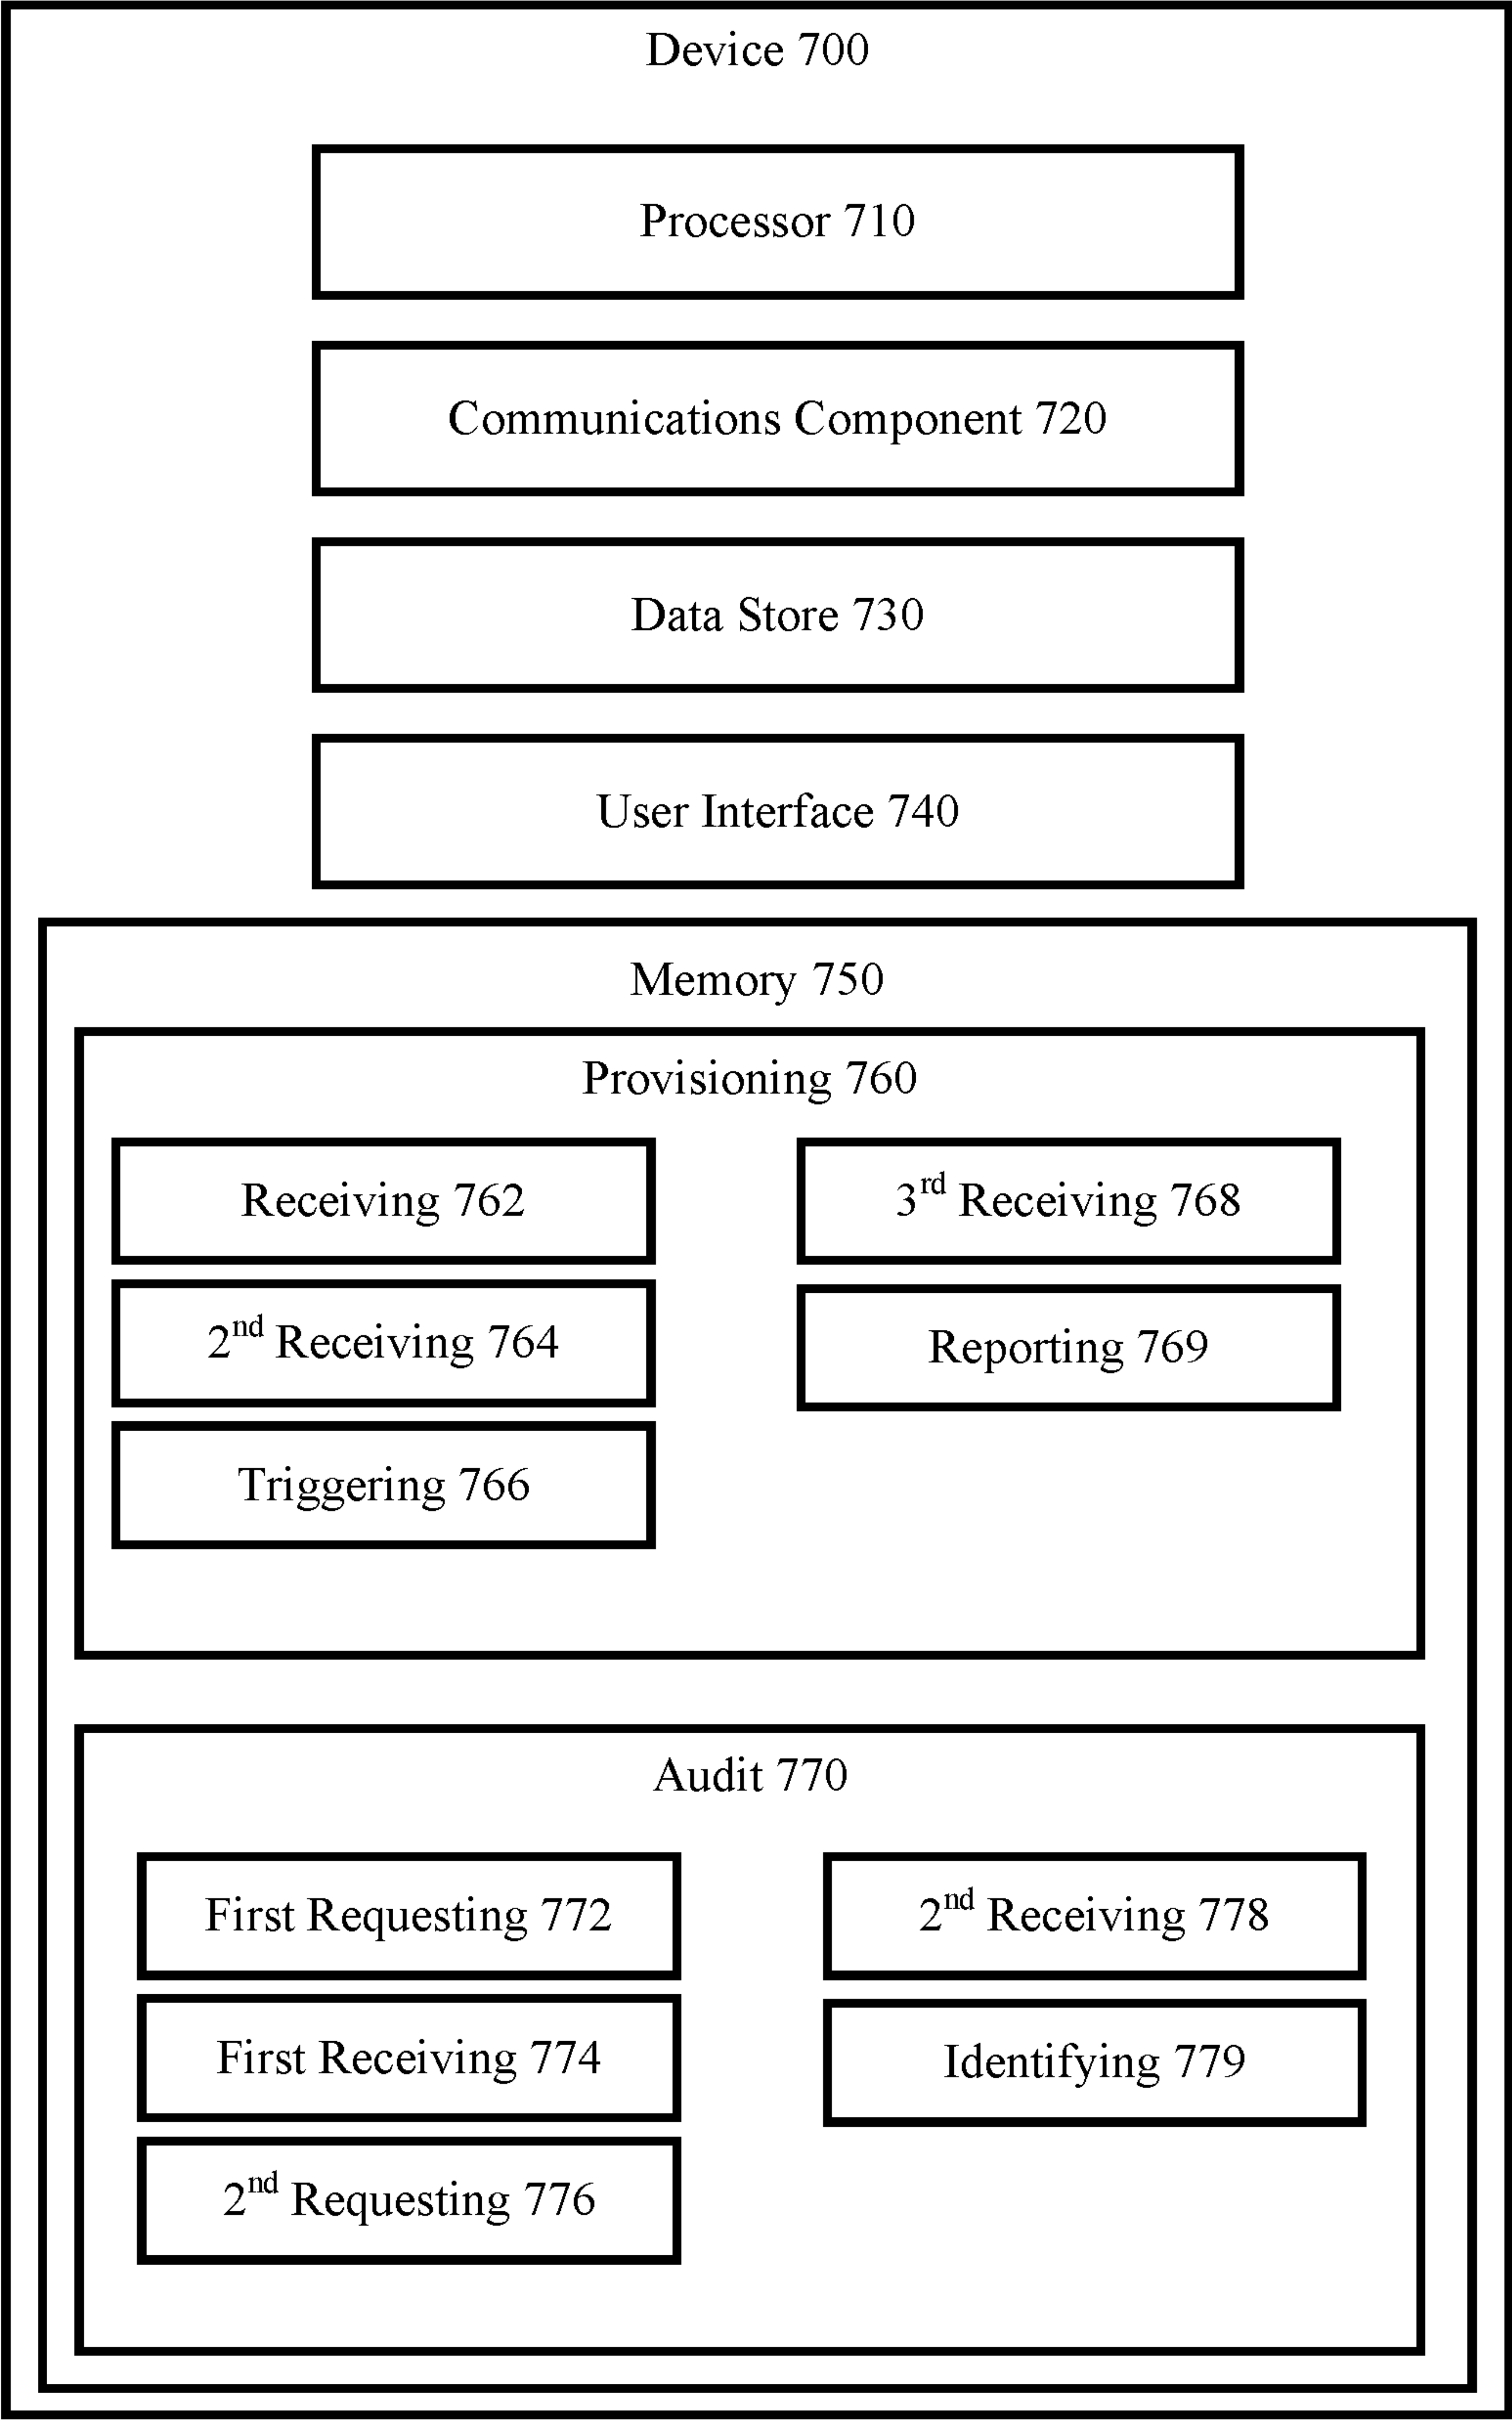 Device 700
Processor 710
Communications Component 720
Data Store 730
User Interface 740
Memory 750
Provisioning 760
Receiving 762
2nd Receiving 764
Triggering 766
3rd Receiving 768
Reporting 769
Audit 770
First Requesting 772
First Receiving 774
2nd Requesting 776
2nd Receiving 778
Identifying 779